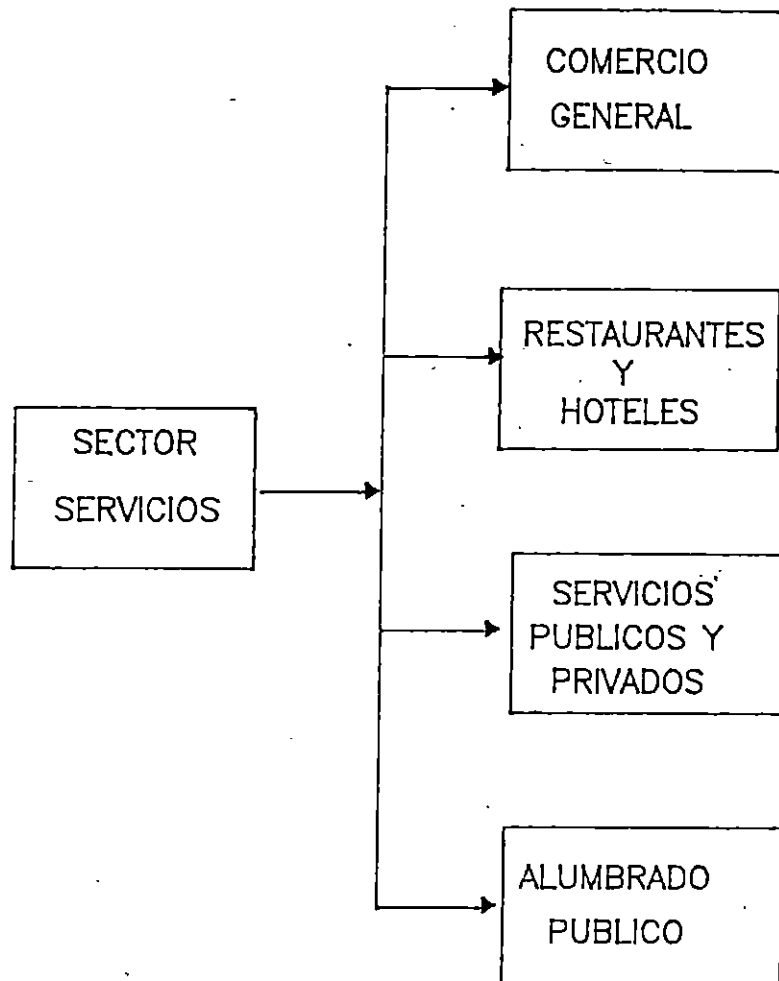 COMERCIO
GENERAL
RESTAURANTES
Y
HOTELES
SECTOR
SERVICIOS
SERVICIOS
PUBLICOS Y
PRIVADOS
ALUMBRADO
PUBLICO